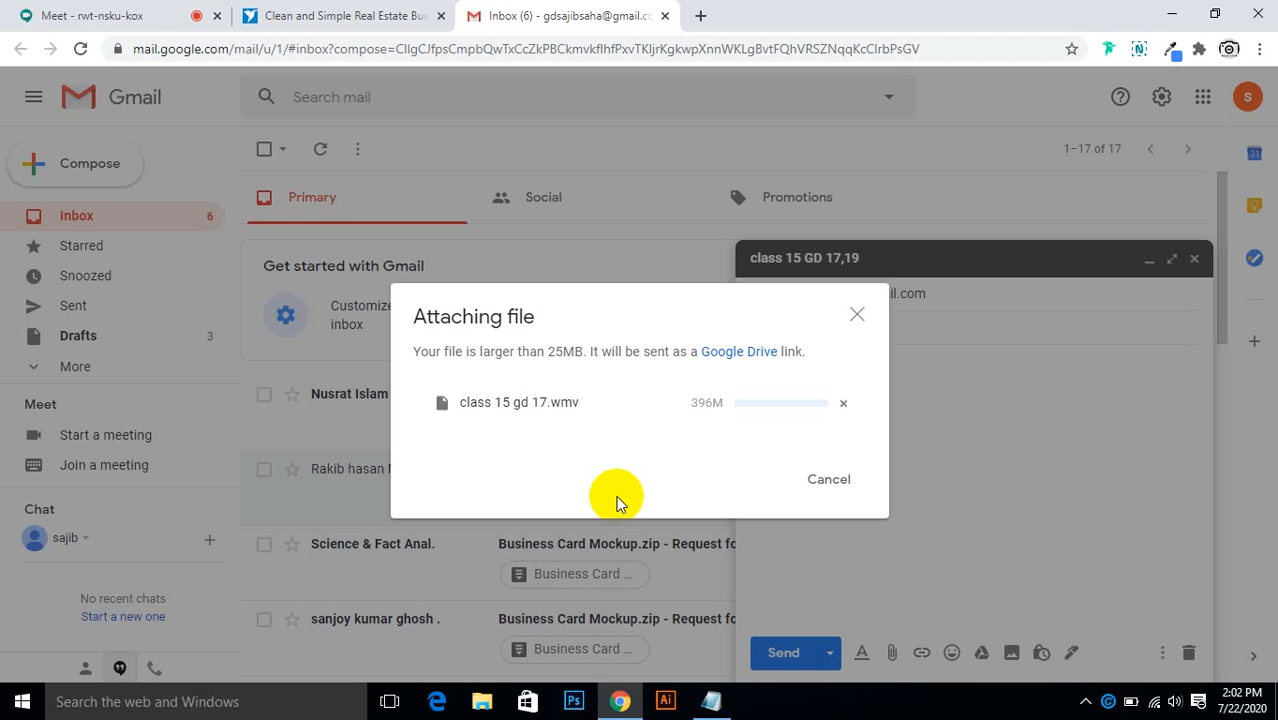 Meet - rwt-nsku-kox
Clean and Simple Real Estate Bus
Inbox (6) - gdsajibsaha@gmail.co
mail.google.com/mail/u/1/#inbox?compose=CllgCJfpsCmpbQwTxCcZkPBCkmvkflhfPxvTKljrKgkwpXnnWKLgBvtFQhVRSZNqqKcClrbPsGV
Gmail
Search mail
S
Compose
1–17 of 17
31
Primary
Social
Promotions
Inbox
6
Starred
Snoozed
Sent
Drafts
3
More
Get started with Gmail
Customize
inbox
class 15 GD 17,19
il.com
Attaching file
Your file is larger than 25MB. It will be sent as a Google Drive link.
class 15 gd 17.wmv
396M
Cancel
Nusrat Islam
Rakib hasan
Meet
Start a meeting
Join a meeting
Chat
sajib
No recent chats
Start a new one
Science & Fact Anal.
Business Card Mockup.zip - Request fo
Business Card ...
sanjoy kumar ghosh .
Business Card Mockup.zip - Request fo
Business Card ...
Send
Search the web and Windows
Ps
Ai
2:02 PM
7/22/2020